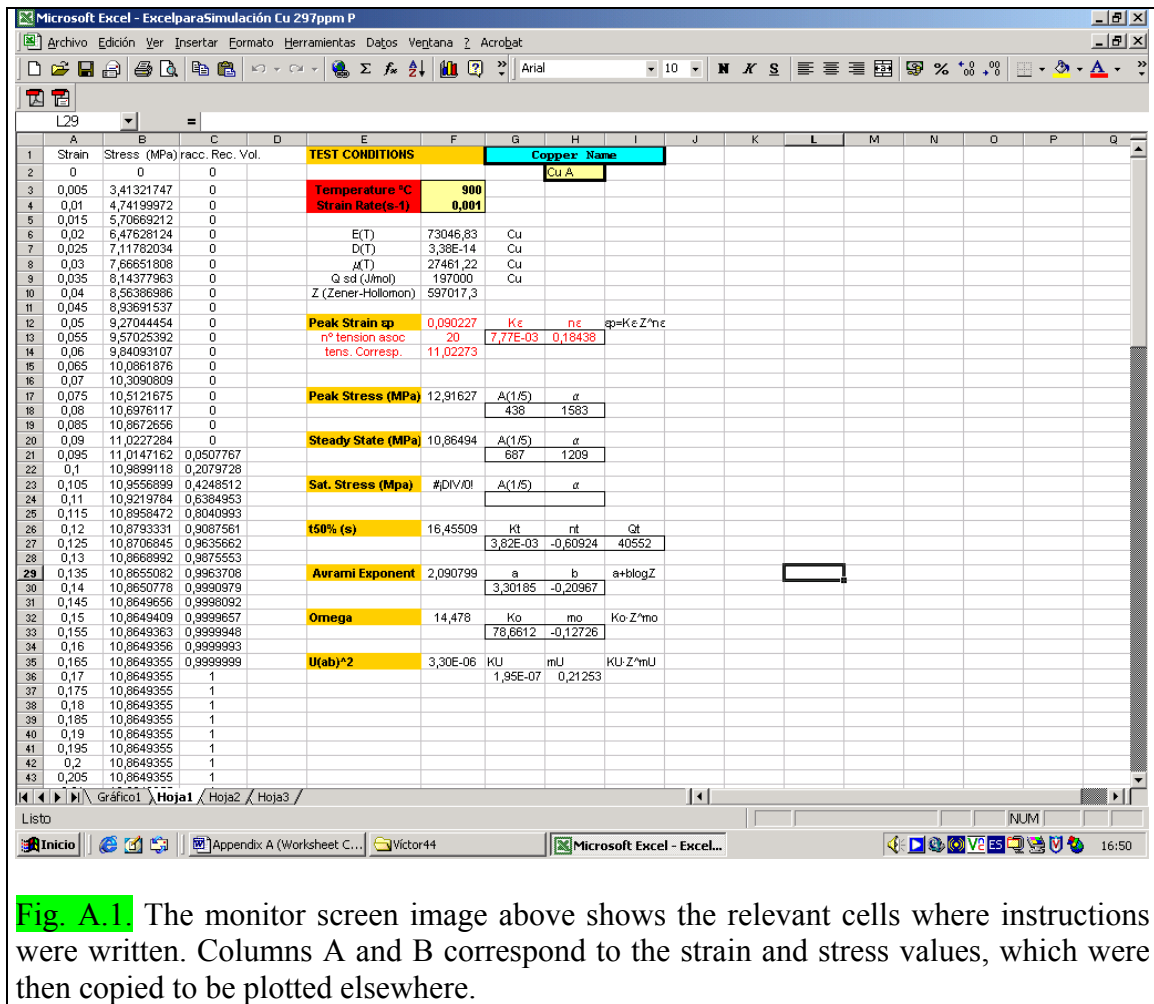 Microsoft Excel - ExcelparaSimulación Cu 297ppm P
Archivo Edición Ver Insertar Formato Herramientas Datos Ventana ? Acrobat
Arial 10 N K S
L29 =
A B C D E F G H I J K L M N O P Q
1 Strain Stress (MPa) racc. Rec. Vol. TEST CONDITIONS Copper Name
2 0 0 0 Cu A
3 0,005 3,41321747 0 Temperature ºC 900
4 0,01 4,74199972 0 Strain Rate(s-1) 0,001
5 0,015 5,70669212 0
6 0,02 6,47628124 0 E(T) 73046,83 Cu
7 0,025 7,11782034 0 D(T) 3,38E-14 Cu
8 0,03 7,66651808 0 µ(T) 27461,22 Cu
9 0,035 8,14377963 0 Q sd (J/mol) 197000 Cu
10 0,04 8,56386986 0 Z (Zener-Hollomon) 597017,3
11 0,045 8,93691537 0
12 0,05 9,27044454 0 Peak Strain εp 0,090227 Kε nε εp=Kε Z^nε
13 0,055 9,57025392 0 nº tension asoc 20 7,77E-03 0,18438
14 0,06 9,84093107 0 tens. Corresp. 11,02273
15 0,065 10,0861876 0
16 0,07 10,3090809 0
17 0,075 10,5121675 0 Peak Stress (MPa) 12,91627 A(1/5) α
18 0,08 10,6976117 0 438 1583
19 0,085 10,8672656 0
20 0,09 11,0227284 0 Steady State (MPa) 10,86494 A(1/5) α
21 0,095 11,0147162 0,0507767 687 1209
22 0,1 10,9899118 0,2079728
23 0,105 10,9556899 0,4248512 Sat. Stress (Mpa) #¡DIV/0! A(1/5) α
24 0,11 10,9219784 0,6384953
25 0,115 10,8958472 0,8040993
26 0,12 10,8793331 0,9087561 t50% (s) 16,45509 Kt nt Qt
27 0,125 10,8706845 0,9635662 3,82E-03 -0,60924 40552
28 0,13 10,8668992 0,9875553
29 0,135 10,8655082 0,9963708 Avrami Exponent 2,090799 a b a+blogZ
30 0,14 10,8650778 0,9990979 3,30185 -0,20967
31 0,145 10,8649656 0,9998092
32 0,15 10,8649409 0,9999657 Omega 14,478 Ko mo Ko·Z^mo
33 0,155 10,8649363 0,9999948 78,6612 -0,12726
34 0,16 10,8649356 0,9999993
35 0,165 10,8649355 0,9999999 U(ab)^2 3,30E-06 KU mU KU·Z^mU
36 0,17 10,8649355 1 1,95E-07 0,21253
37 0,175 10,8649355 1
38 0,18 10,8649355 1
39 0,185 10,8649355 1
40 0,19 10,8649355 1
41 0,195 10,8649355 1
42 0,2 10,8649355 1
43 0,205 10,8649355 1
Gráfico1 Hoja1 Hoja2 Hoja3
Listo NUM
Inicio Appendix A (Worksheet C... Víctor44 Microsoft Excel - Excel... ES 16:50
Fig. A.1. The monitor screen image above shows the relevant cells where instructions
were written. Columns A and B correspond to the strain and stress values, which were
then copied to be plotted elsewhere.